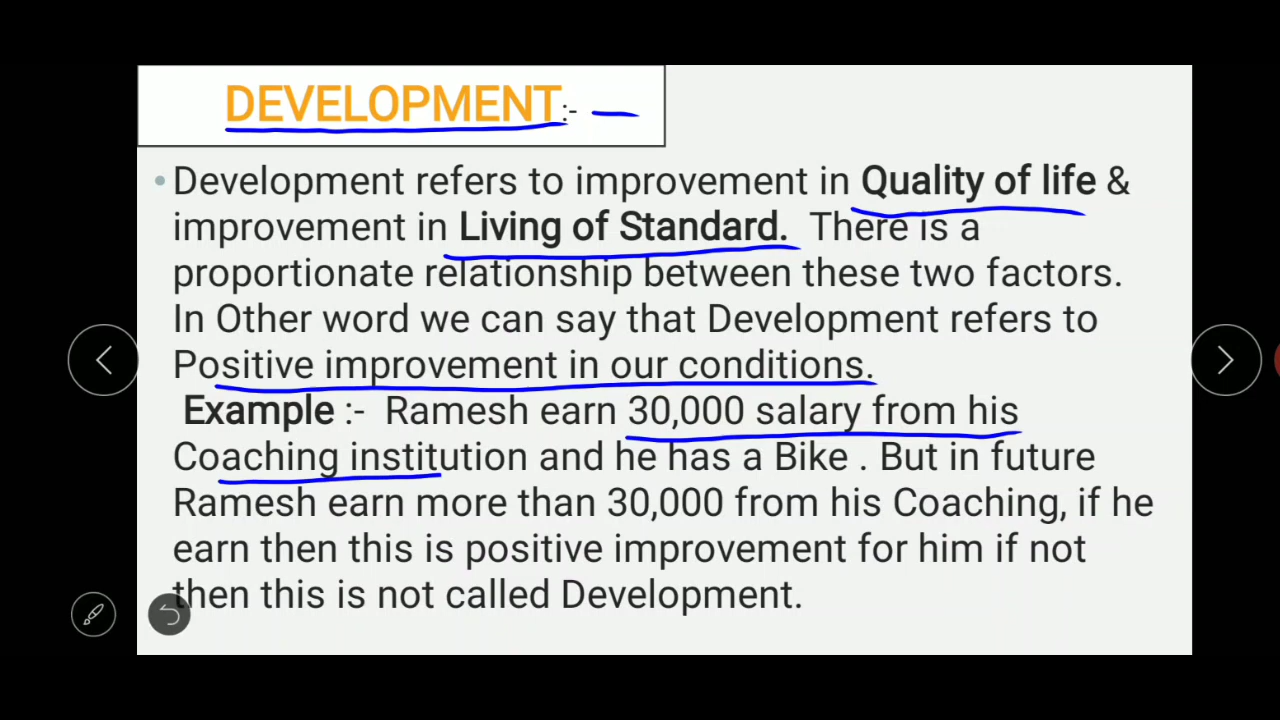 DEVELOPMENT:-
• Development refers to improvement in Quality of life &
improvement in Living of Standard. There is a
proportionate relationship between these two factors.
In Other word we can say that Development refers to
Positive improvement in our conditions.
Example :- Ramesh earn 30,000 salary from his
Coaching institution and he has a Bike . But in future
Ramesh earn more than 30,000 from his Coaching, if he
earn then this is positive improvement for him if not
then this is not called Development.